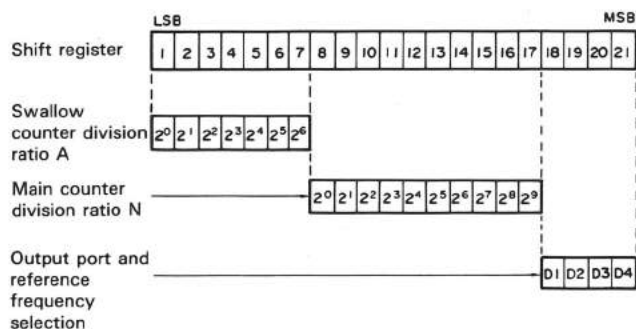 LSB MSB
Shift register 1 2 3 4 5 6 7 8 9 10 11 12 13 14 15 16 17 18 19 20 21
Swallow
counter division
ratio A
2⁰ 2¹ 2² 2³ 2⁴ 2⁵ 2⁶
Main counter
division ratio N
2⁰ 2¹ 2² 2³ 2⁴ 2⁵ 2⁶ 2⁷ 2⁸ 2⁹
Output port and
reference
frequency
selection
D1 D2 D3 D4